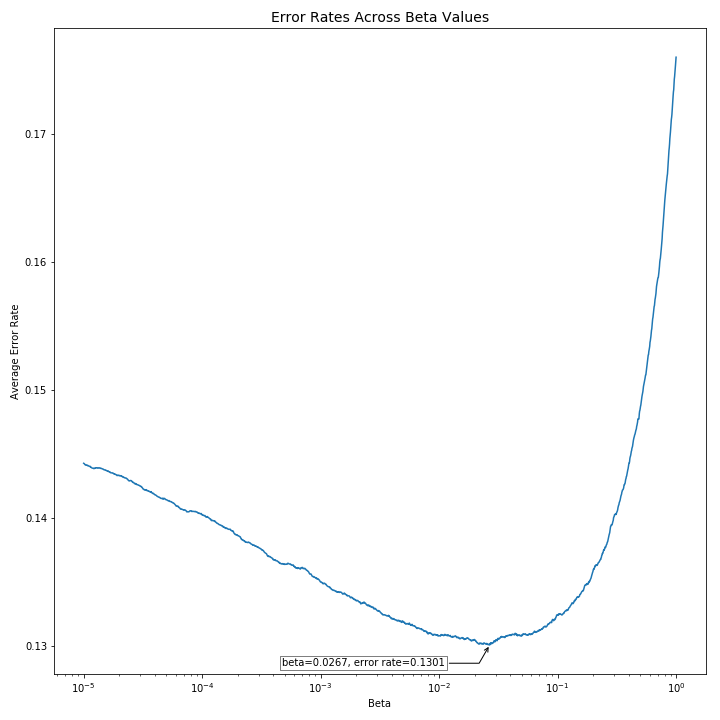 Error Rates Across Beta Values
Average Error Rate
0.17
0.16
0.15
0.14
0.13
beta=0.0267, error rate=0.1301
10⁻⁵
10⁻⁴
10⁻³
10⁻²
10⁻¹
10⁰
Beta